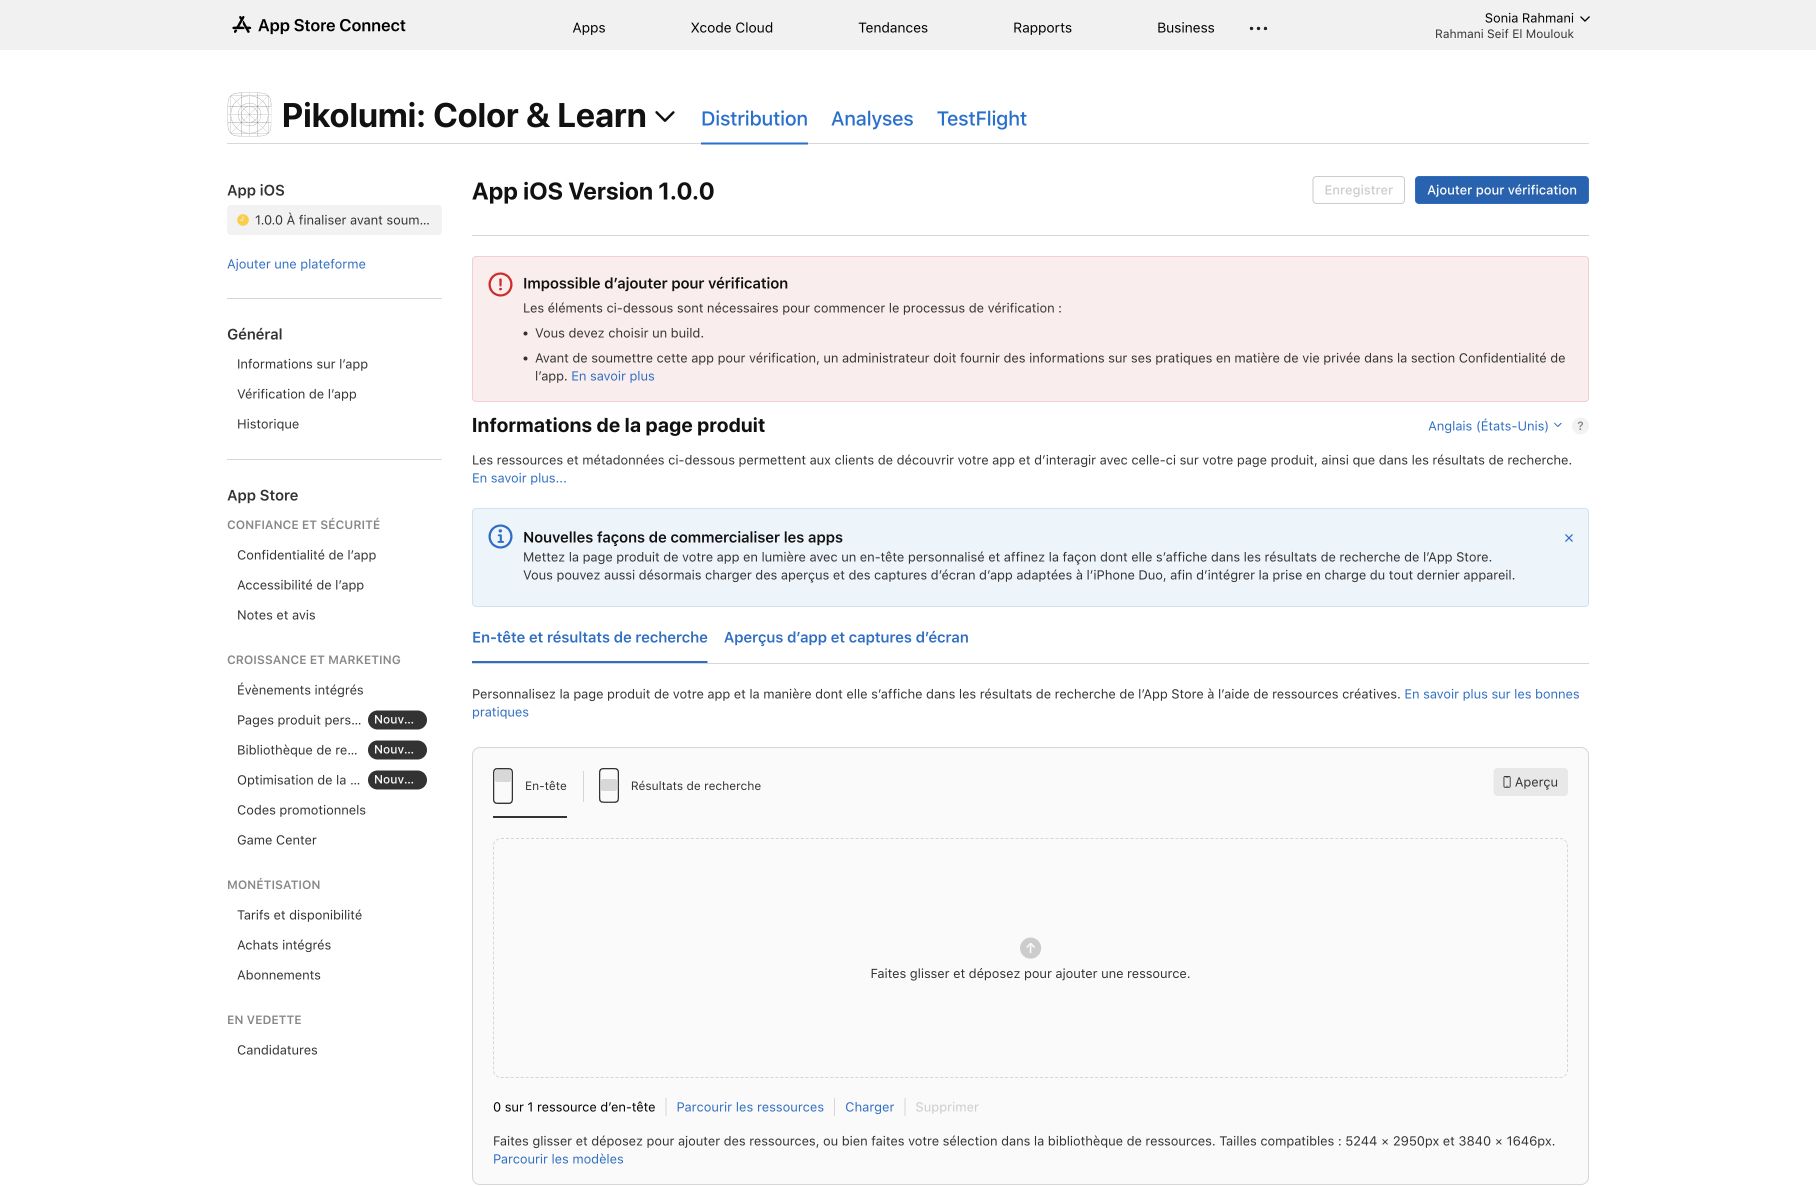 App Store Connect
Apps
Xcode Cloud
Tendances
Rapports
Business
Sonia Rahmani
Rahmani Seif El Moulouk
Pikolumi: Color & Learn
Distribution
Analyses
TestFlight
App iOS
1.0.0 À finaliser avant soum...
Ajouter une plateforme
Général
Informations sur l'app
Vérification de l'app
Historique
App Store
CONFIANCE ET SÉCURITÉ
Confidentialité de l'app
Accessibilité de l'app
Notes et avis
CROISSANCE ET MARKETING
Évènements intégrés
Pages produit pers... Nouv...
Bibliothèque de re... Nouv...
Optimisation de la ... Nouv...
Codes promotionnels
Game Center
MONÉTISATION
Tarifs et disponibilité
Achats intégrés
Abonnements
EN VEDETTE
Candidatures
App iOS Version 1.0.0
Enregistrer
Ajouter pour vérification
Impossible d'ajouter pour vérification
Les éléments ci-dessous sont nécessaires pour commencer le processus de vérification :
• Vous devez choisir un build.
• Avant de soumettre cette app pour vérification, un administrateur doit fournir des informations sur ses pratiques en matière de vie privée dans la section Confidentialité de
l'app. En savoir plus
Informations de la page produit
Anglais (États-Unis)
?
Les ressources et métadonnées ci-dessous permettent aux clients de découvrir votre app et d'interagir avec celle-ci sur votre page produit, ainsi que dans les résultats de recherche.
En savoir plus...
Nouvelles façons de commercialiser les apps
Mettez la page produit de votre app en lumière avec un en-tête personnalisé et affinez la façon dont elle s'affiche dans les résultats de recherche de l'App Store.
Vous pouvez aussi désormais charger des aperçus et des captures d'écran d'app adaptées à l'iPhone Duo, afin d'intégrer la prise en charge du tout dernier appareil.
En-tête et résultats de recherche
Aperçus d'app et captures d'écran
Personnalisez la page produit de votre app et la manière dont elle s'affiche dans les résultats de recherche de l'App Store à l'aide de ressources créatives. En savoir plus sur les bonnes
pratiques
En-tête
Résultats de recherche
Aperçu
Faites glisser et déposez pour ajouter une ressource.
0 sur 1 ressource d'en-tête
Parcourir les ressources
Charger
Supprimer
Faites glisser et déposez pour ajouter des ressources, ou bien faites votre sélection dans la bibliothèque de ressources. Tailles compatibles : 5244 × 2950px et 3840 × 1646px.
Parcourir les modèles